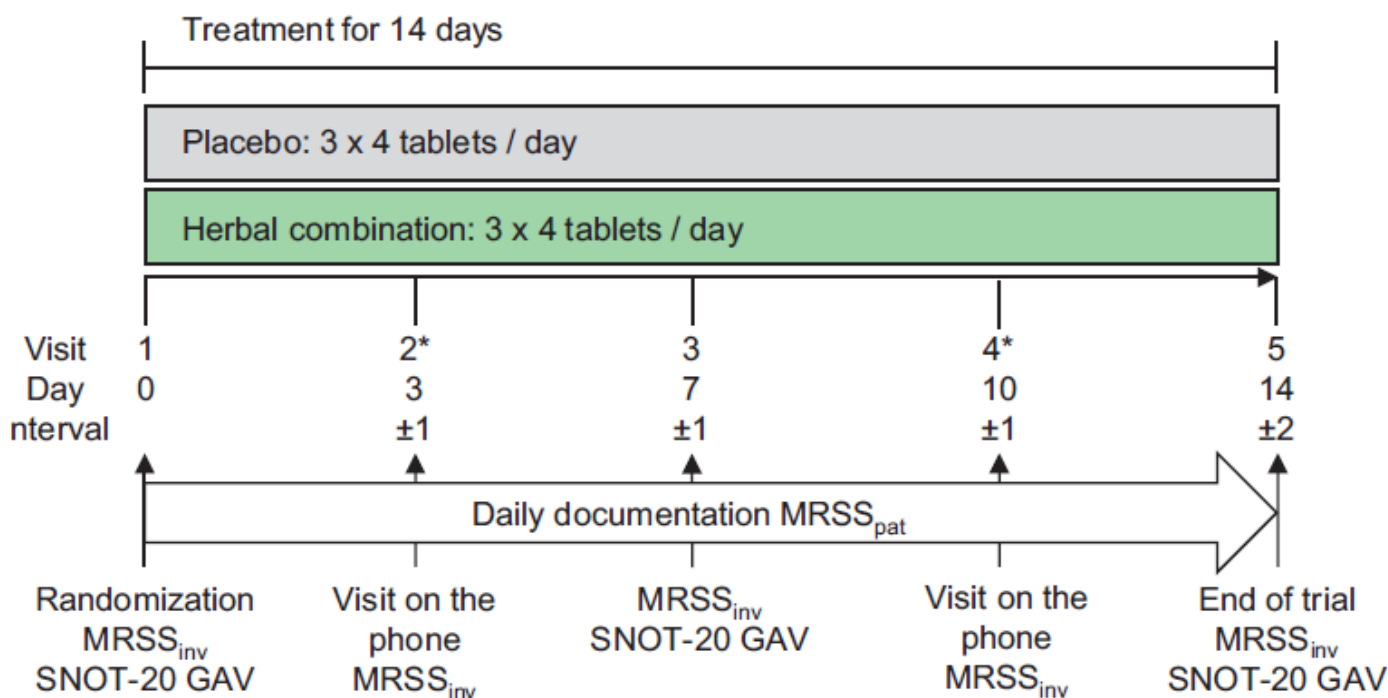 Treatment for 14 days
Placebo: 3 x 4 tablets / day
Herbal combination: 3 x 4 tablets / day
Visit 1 2* 3 4* 5
Day 0 3 7 10 14
nterval ±1 ±1 ±1 ±2
Daily documentation MRSSpat
Randomization Visit on the MRSSinv Visit on the End of trial
MRSSinv phone SNOT-20 GAV phone MRSSinv
SNOT-20 GAV MRSSinv MRSSinv SNOT-20 GAV